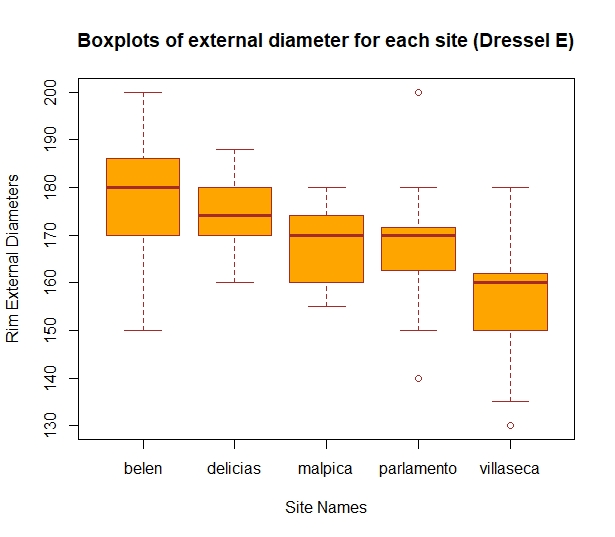 Boxplots of external diameter for each site (Dressel E)
Rim External Diameters
200
190
180
170
160
150
140
130
belen delicias malpica parlamento villaseca
Site Names